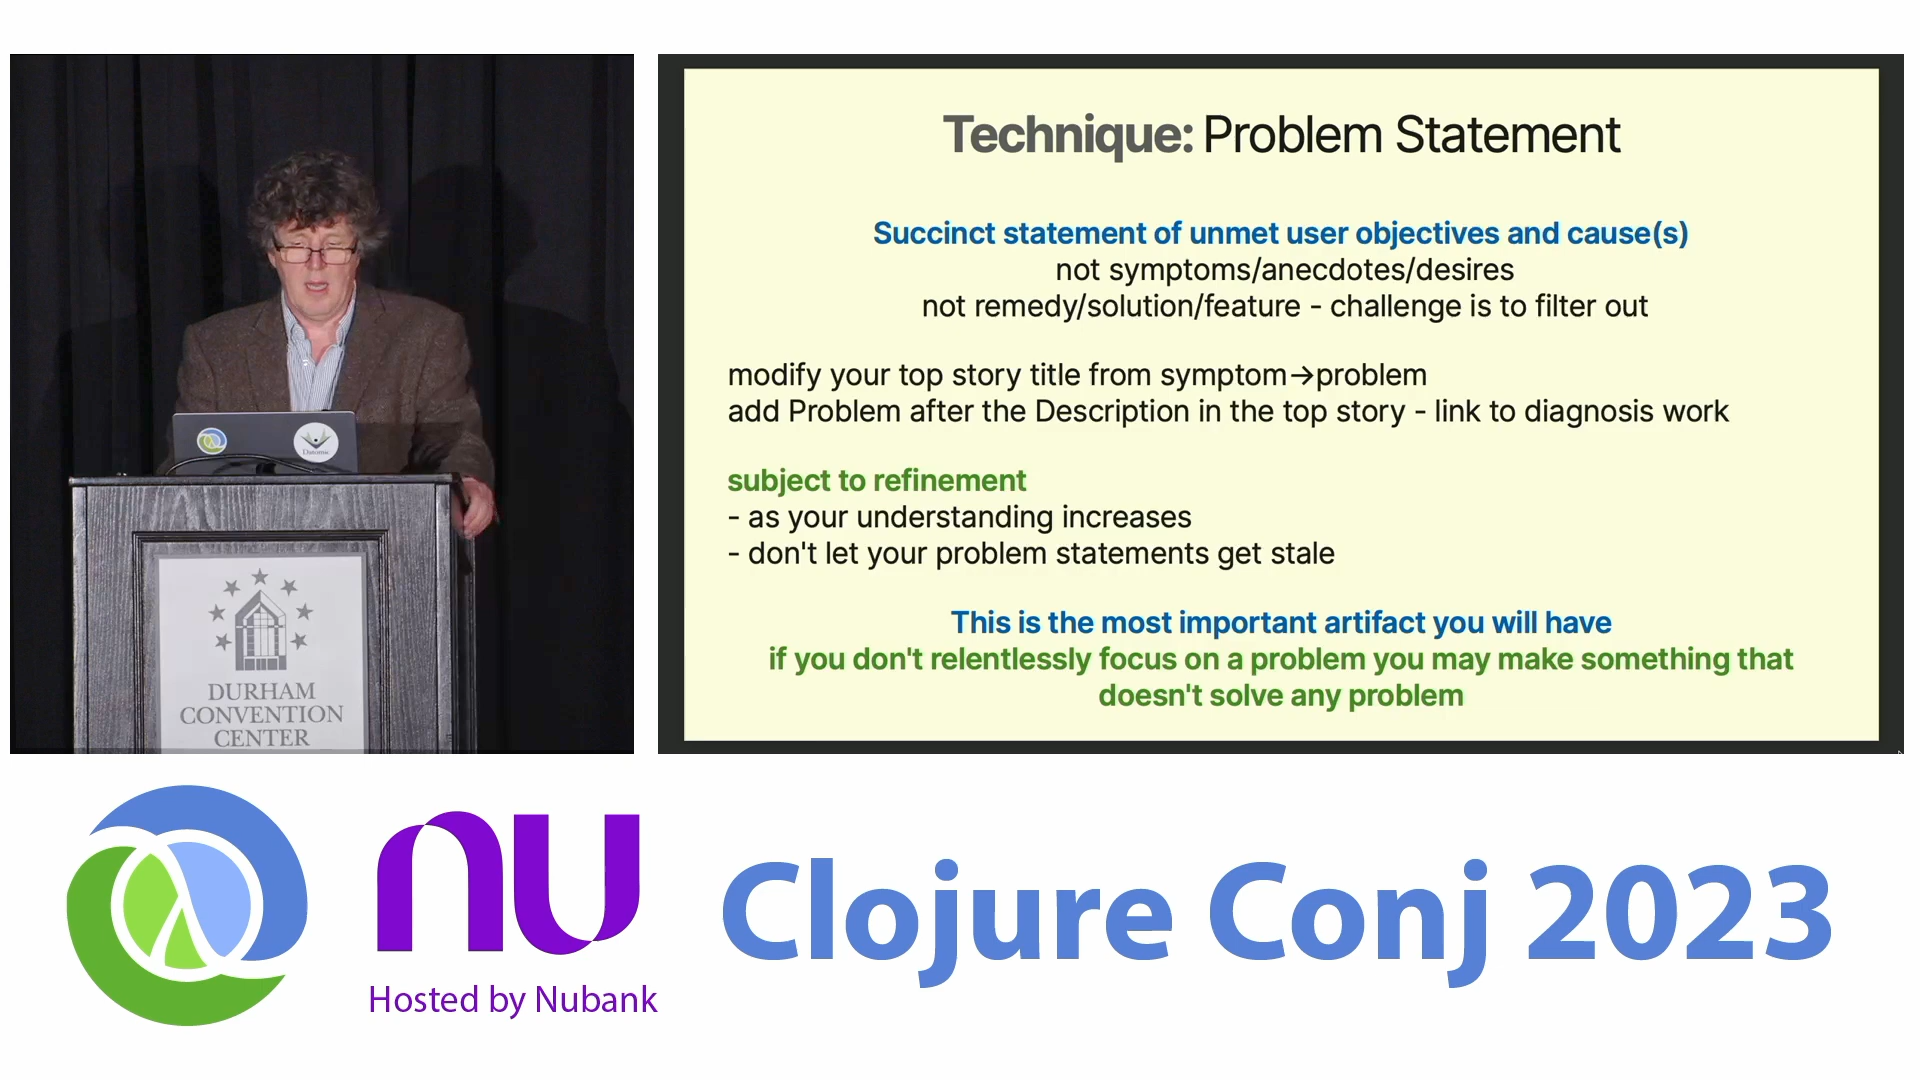 Technique: Problem Statement
Succinct statement of unmet user objectives and cause(s)
not symptoms/anecdotes/desires
not remedy/solution/feature - challenge is to filter out
modify your top story title from symptom→problem
add Problem after the Description in the top story - link to diagnosis work
subject to refinement
- as your understanding increases
- don't let your problem statements get stale
This is the most important artifact you will have
if you don't relentlessly focus on a problem you may make something that
doesn't solve any problem
Datomic
DURHAM
CONVENTION
CENTER
nu
Hosted by Nubank
Clojure Conj 2023